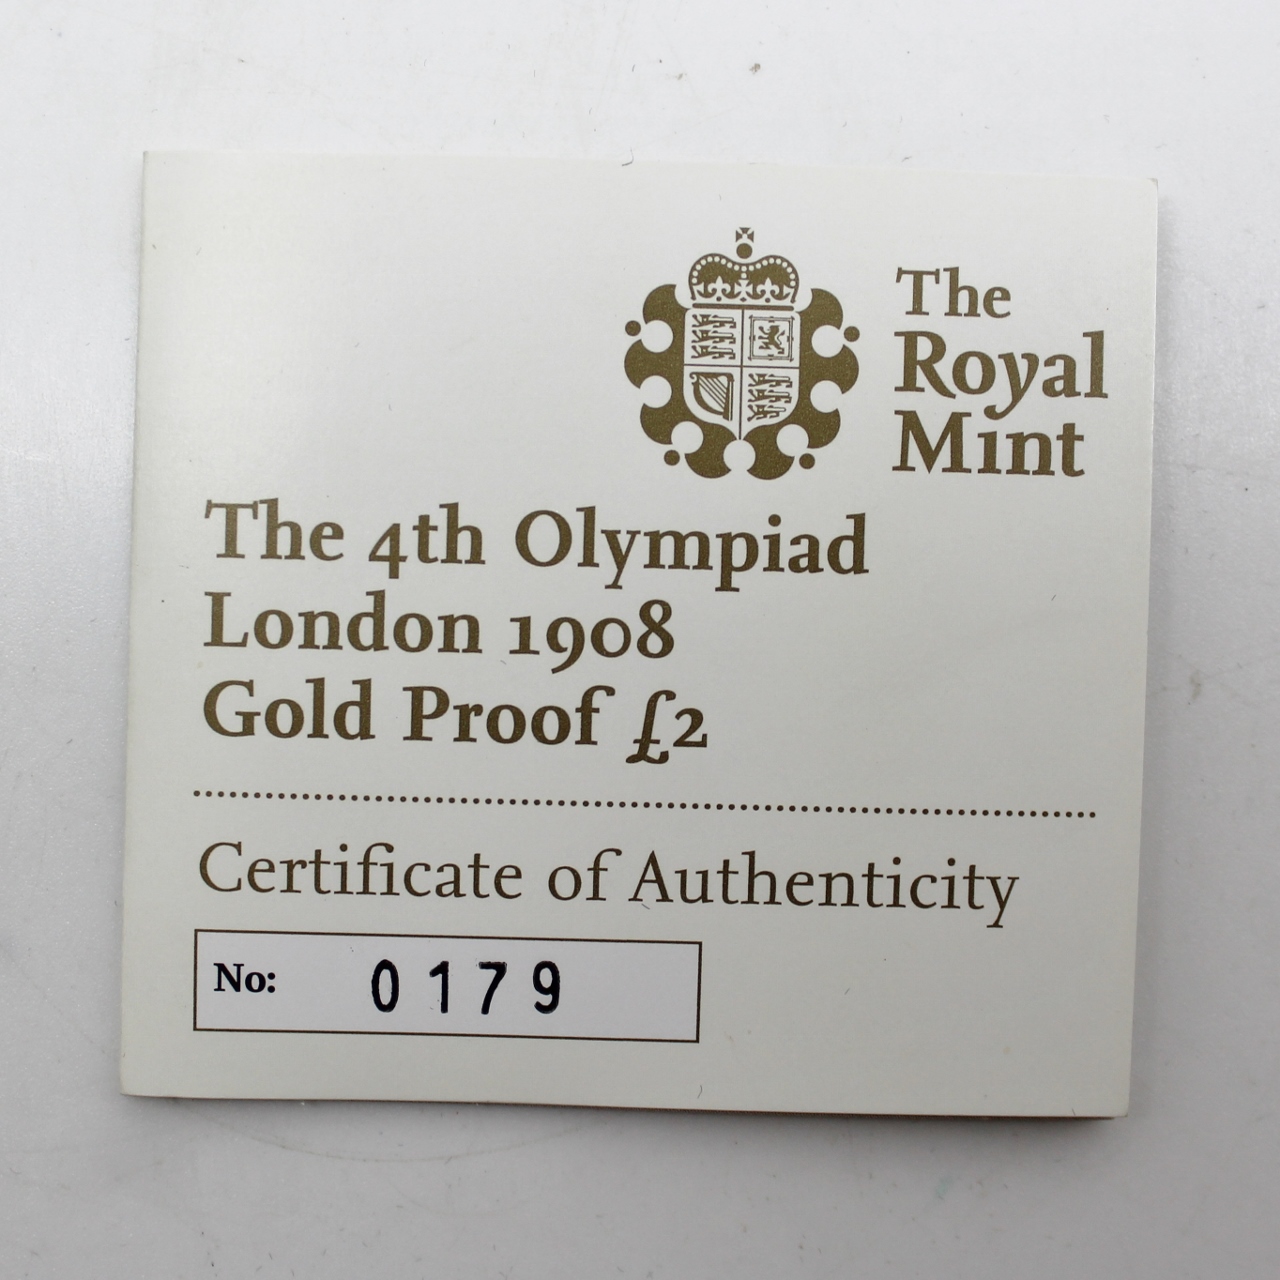 The
Royal
Mint
The 4th Olympiad
London 1908
Gold Proof £2
Certificate of Authenticity
No: 0179